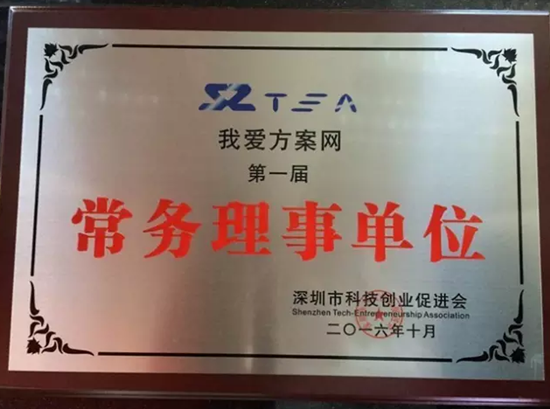 SZTEA
我爱方案网
第一届
常务理事单位
深圳市科技创业促进会
Shenzhen Tech-Entrepreneurship Association
二〇一六年十月